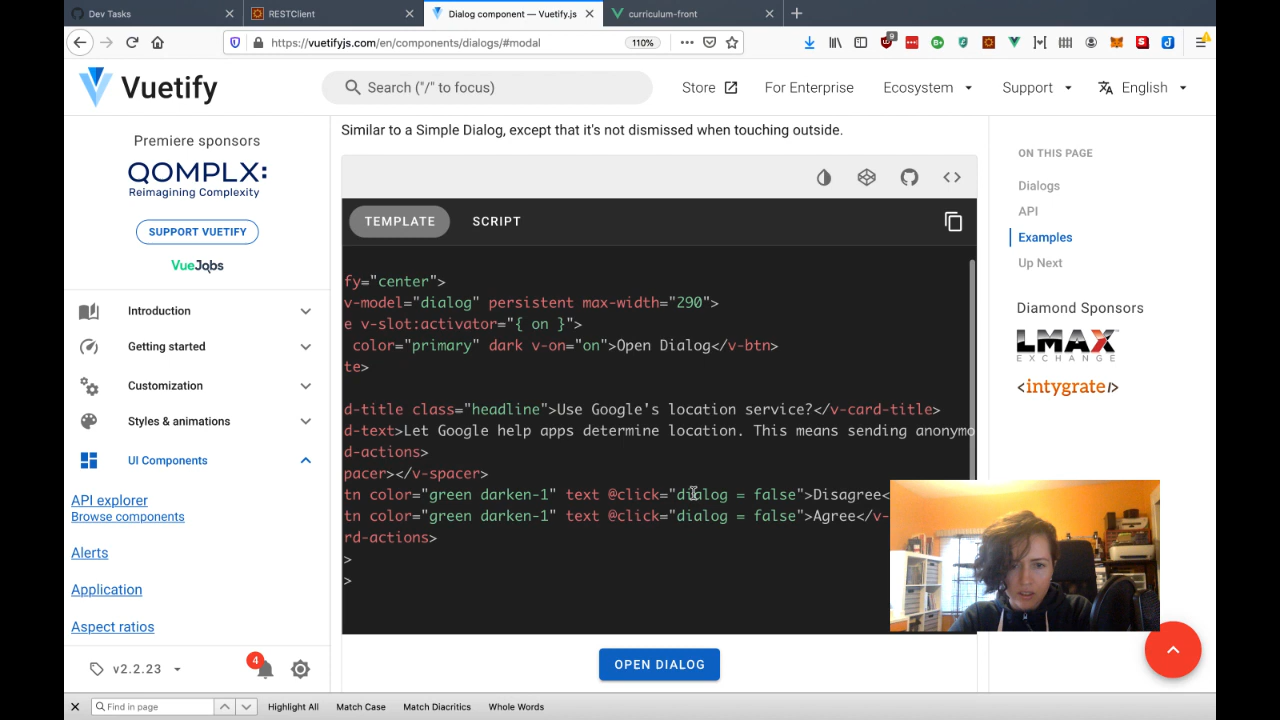 Dev Tasks
RESTClient
Dialog component — Vuetify.js
curriculum-front
https://vuetifyjs.com/en/components/dialogs/#modal
110%
9
Vuetify
Search ("/" to focus)
Store
For Enterprise
Ecosystem
Support
English
Premiere sponsors
QOMPLX:
Reimagining Complexity
SUPPORT VUETIFY
VueJobs
Introduction
Getting started
Customization
Styles & animations
UI Components
API explorer
Browse components
Alerts
Application
Aspect ratios
v2.2.23
4
Similar to a Simple Dialog, except that it's not dismissed when touching outside.
TEMPLATE
SCRIPT
fy="center">
v-model="dialog" persistent max-width="290">
e v-slot:activator="{ on }">
color="primary" dark v-on="on">Open Dialog</v-btn>
te>
d-title class="headline">Use Google's location service?</v-card-title>
d-text>Let Google help apps determine location. This means sending anonymo
d-actions>
pacer></v-spacer>
tn color="green darken-1" text @click="dialog = false">Disagree<
tn color="green darken-1" text @click="dialog = false">Agree</v-
rd-actions>
>
>
OPEN DIALOG
ON THIS PAGE
Dialogs
API
Examples
Up Next
Diamond Sponsors
LMAX
EXCHANGE
<intygrate/>
Find in page
Highlight All
Match Case
Match Diacritics
Whole Words